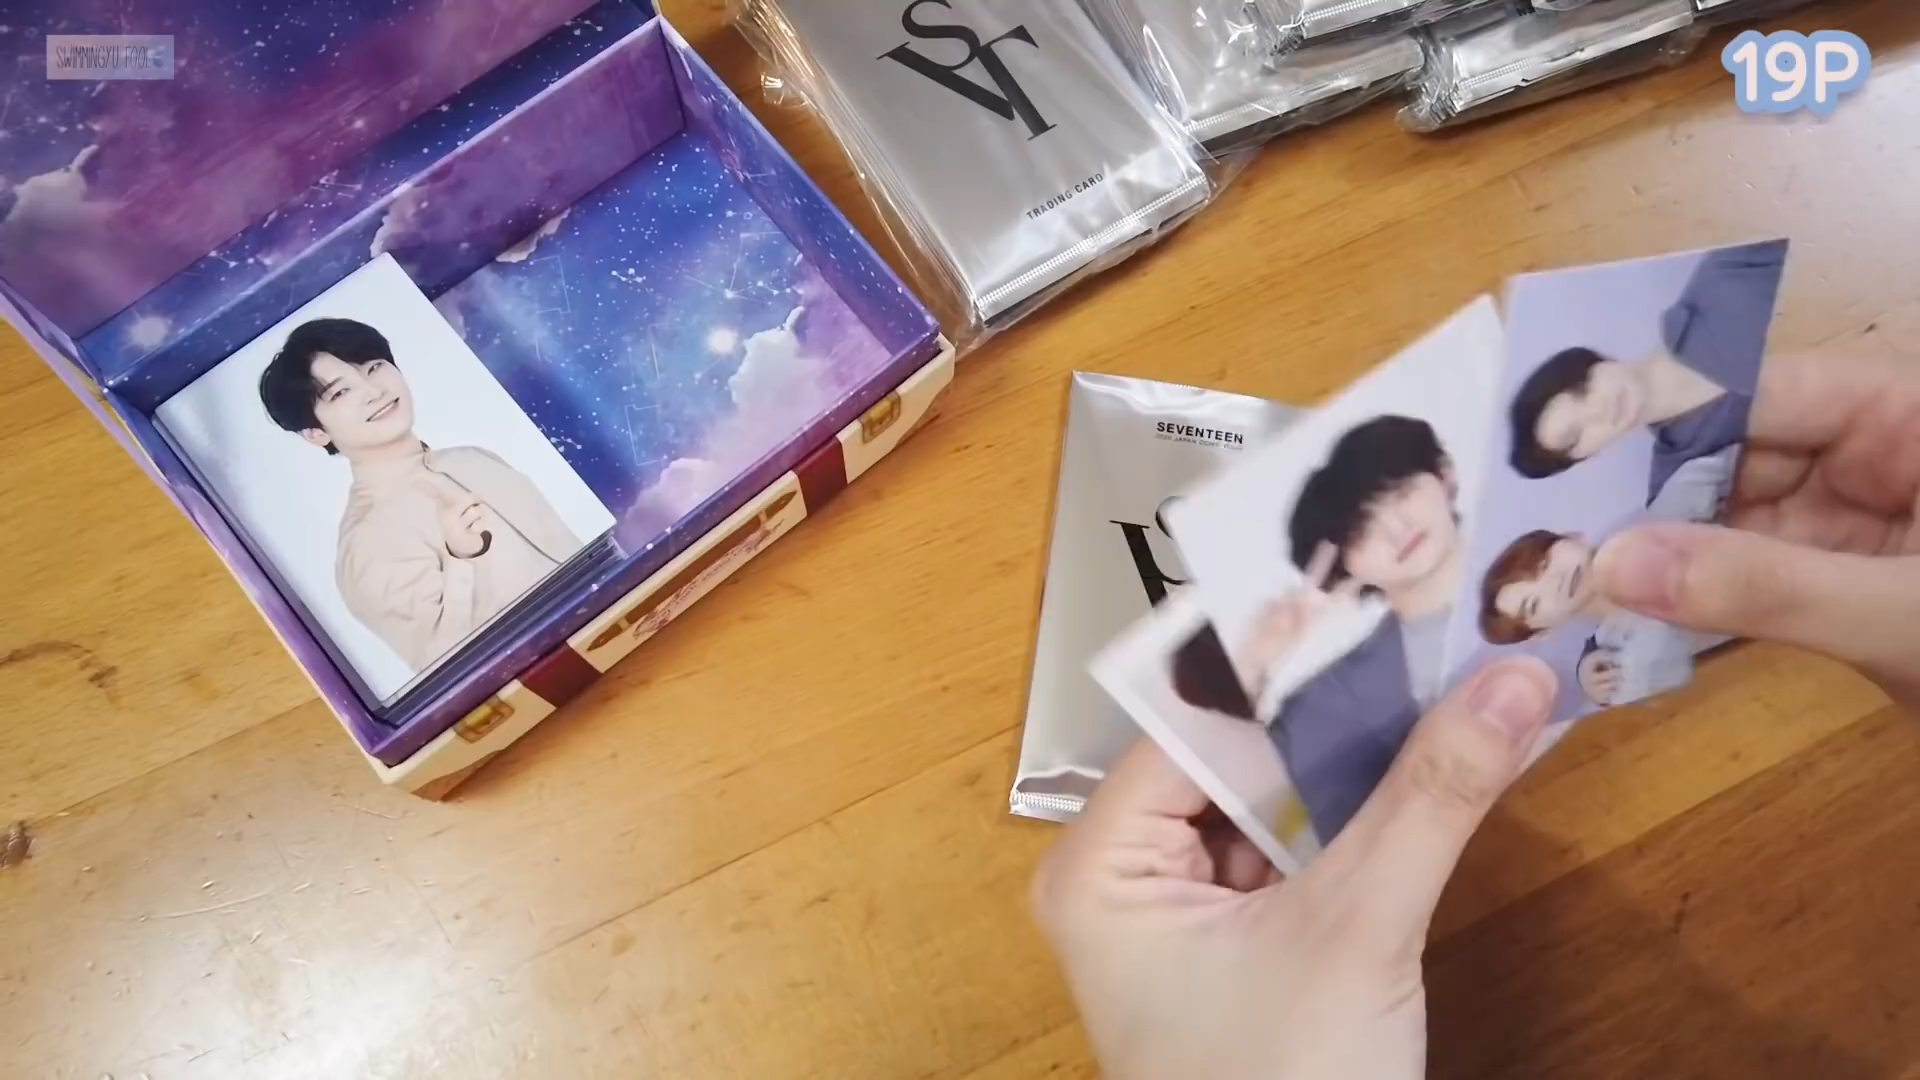 SWIMMINGYU FOOL
19P
SVT
TRADING CARD
SEVENTEEN